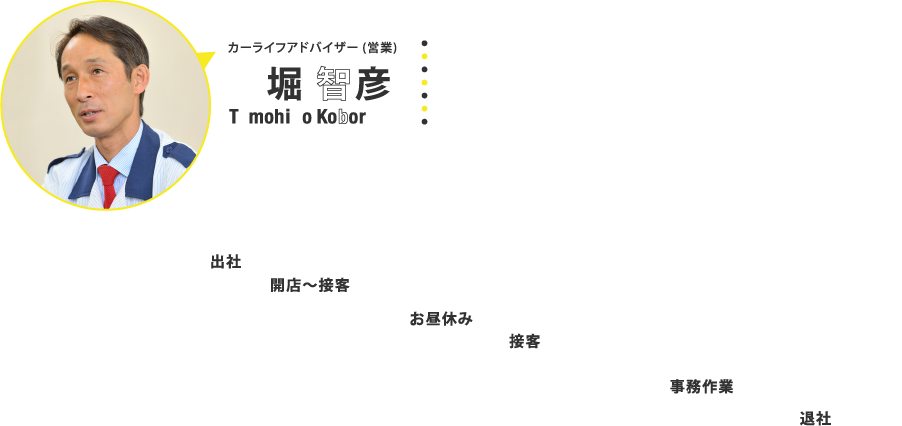 カーライフアドバイザー (営業)
堀 智彦
T mohi o Kobor
出社
開店〜接客
お昼休み
接客
事務作業
退社